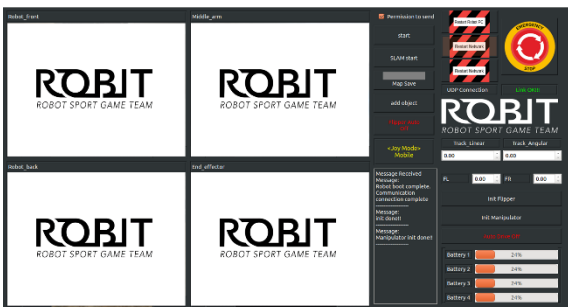 Robot_front
ROBIT
ROBOT SPORT GAME TEAM
Middle_arm
ROBIT
ROBOT SPORT GAME TEAM
Robot_back
ROBIT
ROBOT SPORT GAME TEAM
End_effector
ROBIT
ROBOT SPORT GAME TEAM
Permission to send
start
SLAM start
Map Save
add object
<Joy Mode>
Mobile
Message Received
Message:
Robot boot complete.
Communication
connection complete
Message:
init done!!
Message:
Manipulator init done!!
Restart Robot PC
Restart Network
Restart Network
STOP
UDP Connection
Link OK!!!
ROBIT
ROBOT SPORT GAME TEAM
Track_Linear
Track_Angular
0.00
0.00
FL
0.00
FR
0.00
Init Flipper
Init Manipulator
Battery 1
24%
Battery 2
24%
Battery 3
24%
Battery 4
24%